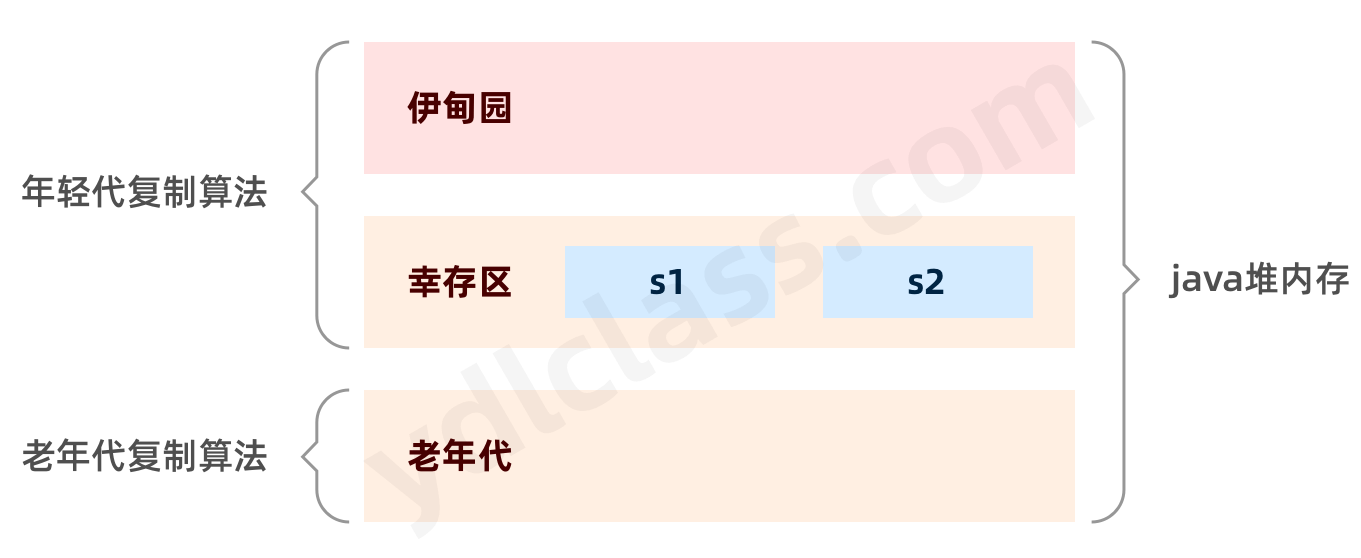 伊甸园
年轻代复制算法
幸存区
s1
s2
java堆内存
老年代复制算法
老年代
ydlclass.com